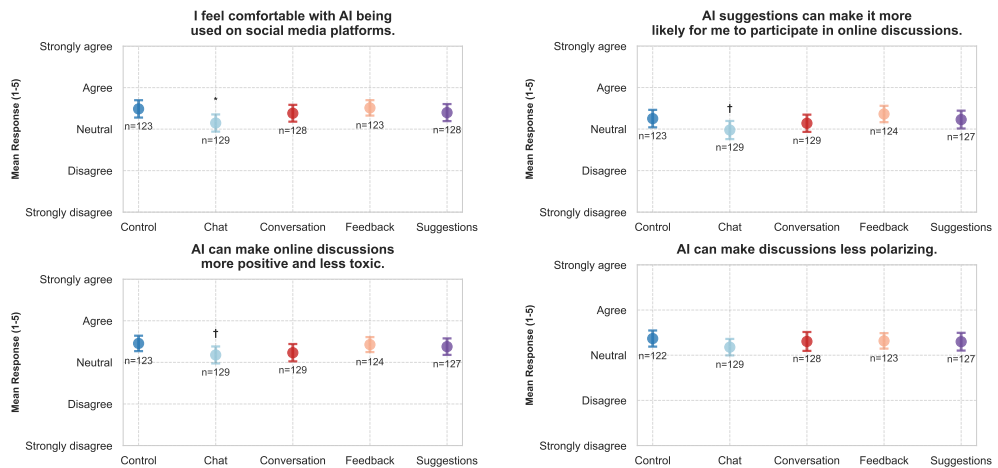 I feel comfortable with AI being
used on social media platforms.
Mean Response (1-5)
Strongly agree
Agree
Neutral
Disagree
Strongly disagree
*
n=123
n=129
n=128
n=123
n=128
Control
Chat
Conversation
Feedback
Suggestions
AI suggestions can make it more
likely for me to participate in online discussions.
Mean Response (1-5)
Strongly agree
Agree
Neutral
Disagree
Strongly disagree
†
n=123
n=129
n=129
n=124
n=127
Control
Chat
Conversation
Feedback
Suggestions
AI can make online discussions
more positive and less toxic.
Mean Response (1-5)
Strongly agree
Agree
Neutral
Disagree
Strongly disagree
†
n=123
n=129
n=129
n=124
n=127
Control
Chat
Conversation
Feedback
Suggestions
AI can make discussions less polarizing.
Mean Response (1-5)
Strongly agree
Agree
Neutral
Disagree
Strongly disagree
n=122
n=129
n=128
n=123
n=127
Control
Chat
Conversation
Feedback
Suggestions